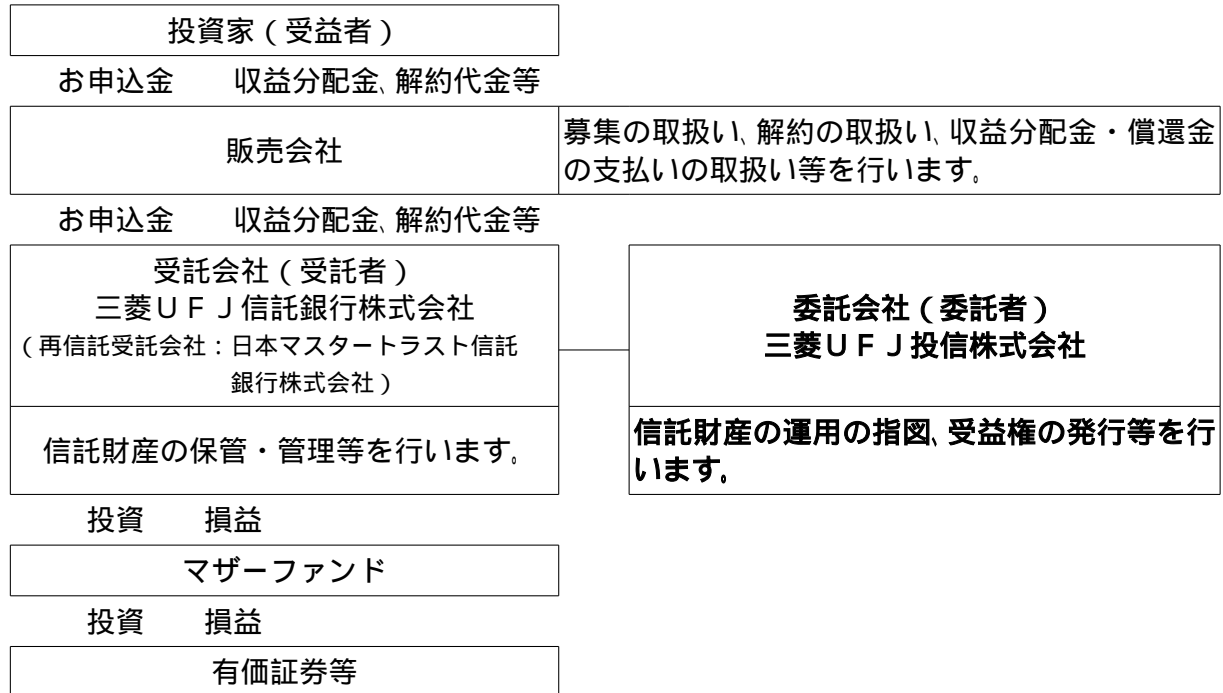 投資家（受益者）
お申込金　　収益分配金、解約代金等
販売会社
募集の取扱い、解約の取扱い、収益分配金・償還金
の支払いの取扱い等を行います。
お申込金　　収益分配金、解約代金等
受託会社（受託者）
三菱ＵＦＪ信託銀行株式会社
（再信託受託会社：日本マスタートラスト信託
銀行株式会社）
委託会社（委託者）
三菱ＵＦＪ投信株式会社
信託財産の保管・管理等を行います。
信託財産の運用の指図、受益権の発行等を行
います。
投資　　損益
マザーファンド
投資　　損益
有価証券等